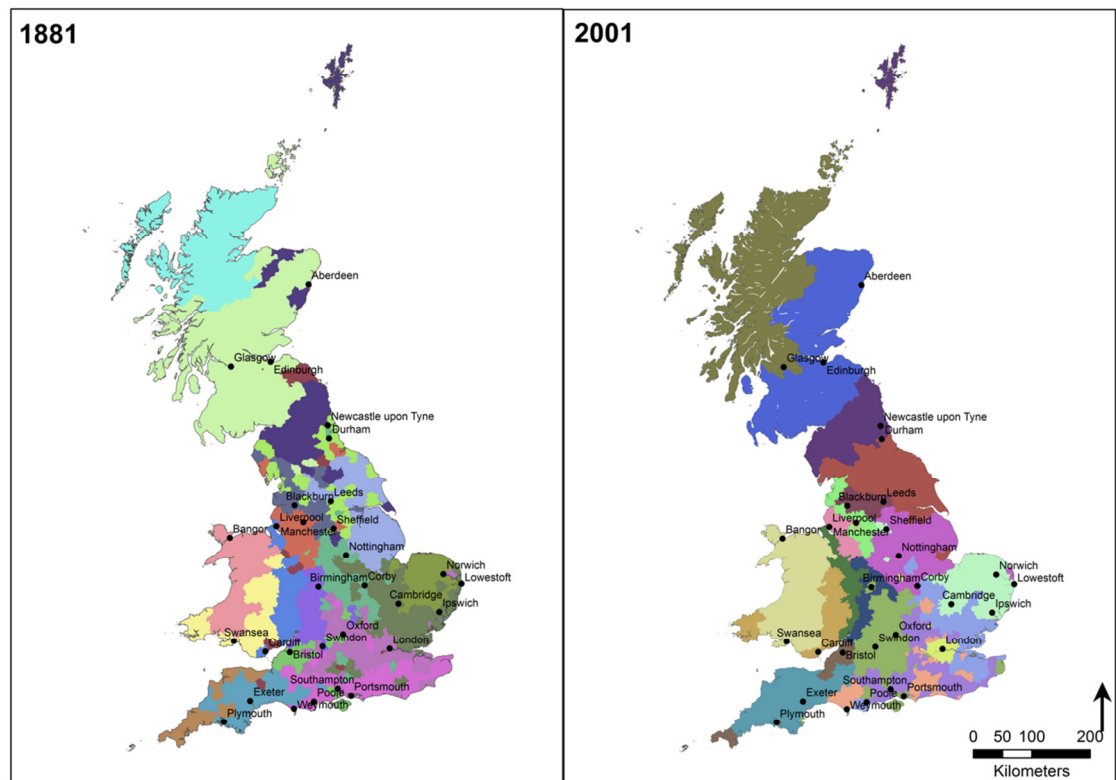 1881
Aberdeen
Glasgow
Edinburgh
Newcastle upon Tyne
Durham
Blackburn
Leeds
Liverpool
Sheffield
Manchester
Bangor
Nottingham
Norwich
Birmingham
Corby
Lowestoft
Cambridge
Ipswich
Oxford
Swansea
Swindon
London
Cardiff
Bristol
Southampton
Portsmouth
Exeter
Poole
Weymouth
Plymouth
2001
Aberdeen
Glasgow
Edinburgh
Newcastle upon Tyne
Durham
Blackburn
Leeds
Liverpool
Sheffield
Bangor
Manchester
Nottingham
Norwich
Birmingham
Corby
Lowestoft
Cambridge
Ipswich
Oxford
Swansea
Swindon
London
Cardiff
Bristol
Southampton
Portsmouth
Exeter
Poole
Weymouth
Plymouth
0 50 100 200
Kilometers